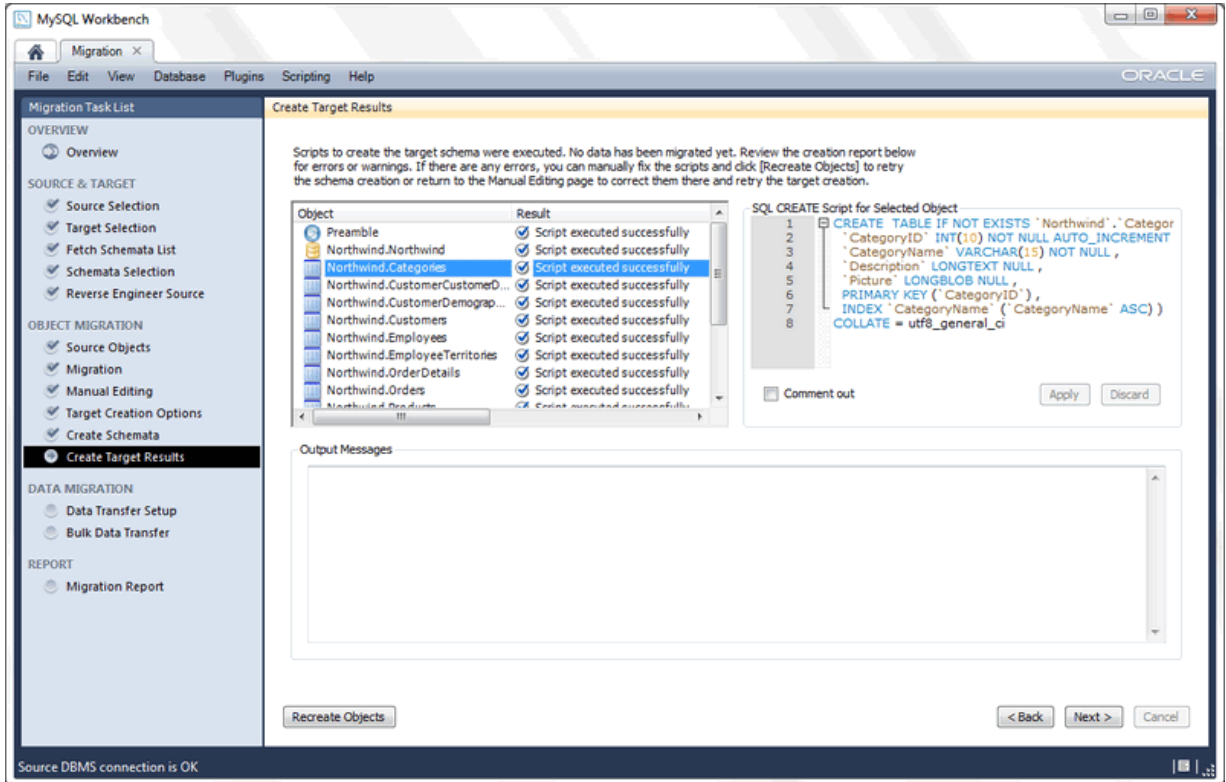 MySQL Workbench
Migration
File Edit View Database Plugins Scripting Help
ORACLE
Migration Task List
OVERVIEW
Overview
SOURCE & TARGET
Source Selection
Target Selection
Fetch Schemata List
Schemata Selection
Reverse Engineer Source
OBJECT MIGRATION
Source Objects
Migration
Manual Editing
Target Creation Options
Create Schemata
Create Target Results
DATA MIGRATION
Data Transfer Setup
Bulk Data Transfer
REPORT
Migration Report
Create Target Results
Scripts to create the target schema were executed. No data has been migrated yet. Review the creation report below
for errors or warnings. If there are any errors, you can manually fix the scripts and click [Recreate Objects] to retry
the schema creation or return to the Manual Editing page to correct them there and retry the target creation.
Object Result
Preamble Script executed successfully
Northwind.Northwind Script executed successfully
Northwind.Categories Script executed successfully
Northwind.CustomerCustomerD... Script executed successfully
Northwind.CustomerDemograp... Script executed successfully
Northwind.Customers Script executed successfully
Northwind.Employees Script executed successfully
Northwind.EmployeeTerritories Script executed successfully
Northwind.OrderDetails Script executed successfully
Northwind.Orders Script executed successfully
Northwind.Products Script executed successfully
SQL CREATE Script for Selected Object
1 CREATE TABLE IF NOT EXISTS `Northwind`.`Categor
2 `CategoryID` INT(10) NOT NULL AUTO_INCREMENT
3 `CategoryName` VARCHAR(15) NOT NULL ,
4 `Description` LONGTEXT NULL ,
5 `Picture` LONGBLOB NULL ,
6 PRIMARY KEY (`CategoryID`) ,
7 INDEX `CategoryName` (`CategoryName` ASC) )
8 COLLATE = utf8_general_ci
Comment out
Apply Discard
Output Messages
Recreate Objects
< Back Next > Cancel
Source DBMS connection is OK